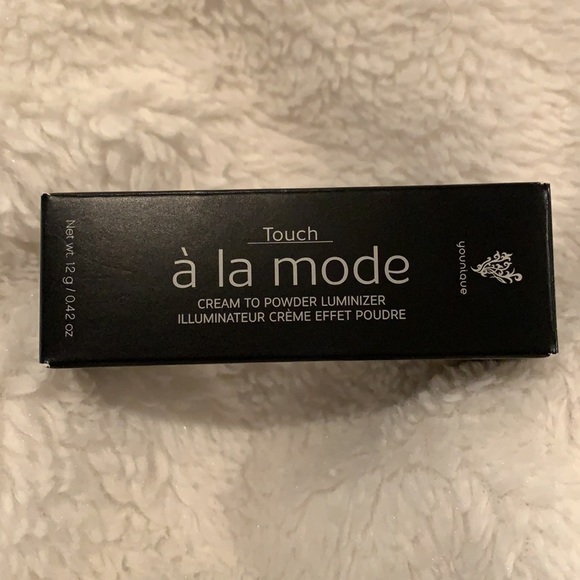 Touch
à la mode
CREAM TO POWDER LUMINIZER
ILLUMINATEUR CRÈME EFFET POUDRE
Net wt. 12 g / 0.42 oz
younique